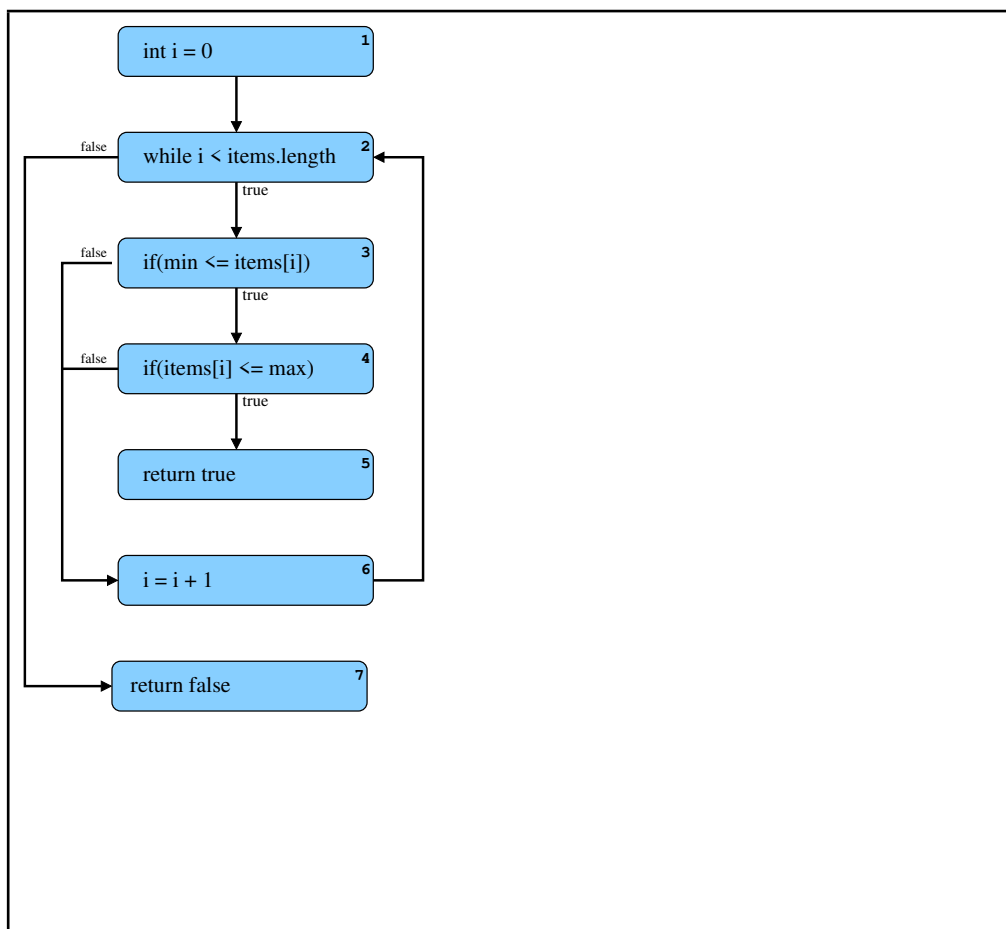 int i = 0 1
false while i < items.length 2
true
false if(min <= items[i]) 3
true
false if(items[i] <= max) 4
true
return true 5
i = i + 1 6
return false 7